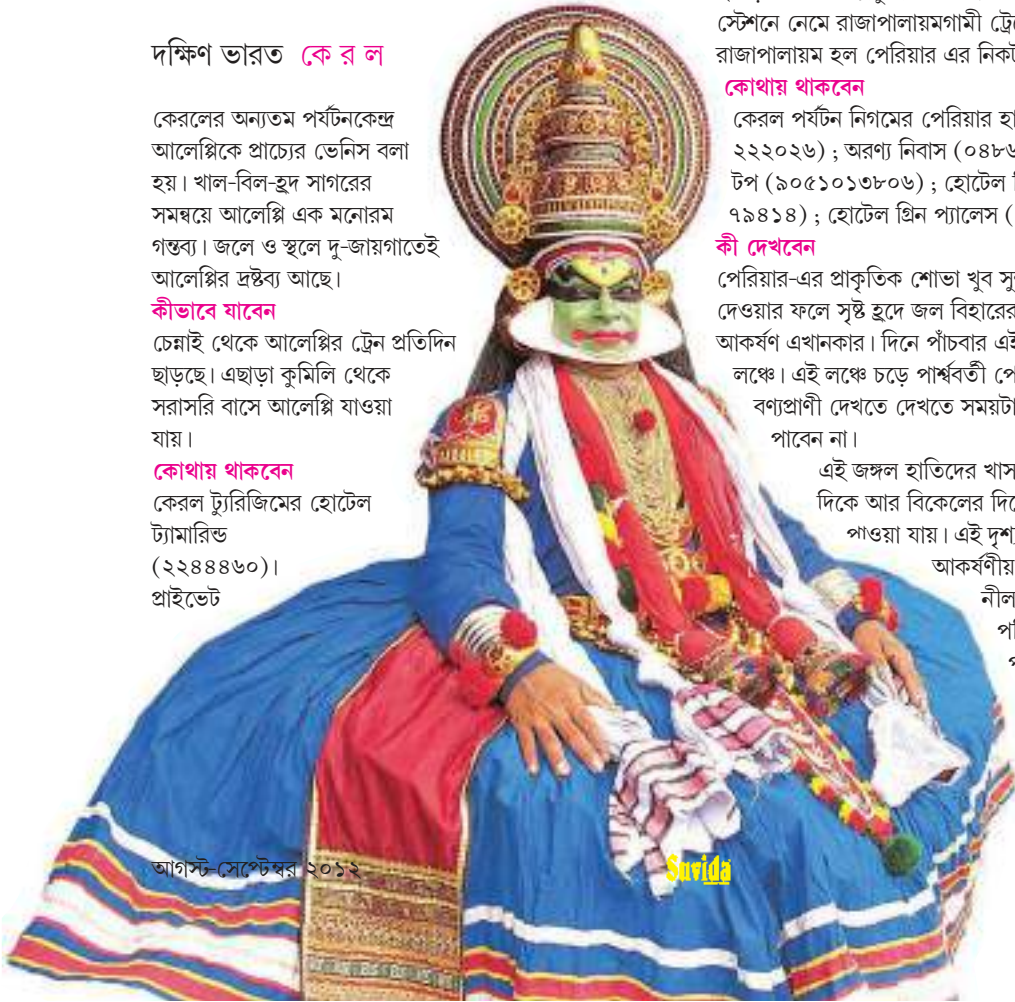 দক্ষিণ ভারত কে র ল
কেরলের অন্যতম পর্যটনকেন্দ্র
আলেপ্পিকে প্রাচ্যের ভেনিস বলা
হয়। খাল-বিল-হ্রদ সাগরের
সমন্বয়ে আলেপ্পি এক মনোরম
গন্তব্য। জলে ও স্থলে দু-জায়গাতেই
আলেপ্পির দ্রষ্টব্য আছে।
কীভাবে যাবেন
চেন্নাই থেকে আলেপ্পির ট্রেন প্রতিদিন
ছাড়ছে। এছাড়া কুমিলি থেকে
সরাসরি বাসে আলেপ্পি যাওয়া
যায়।
কোথায় থাকবেন
কেরল ট্যুরিজিমের হোটেল
ট্যামারিন্ড
(২২৪৪৪৬০)।
প্রাইভেট
স্টেশনে নেমে রাজাপালায়মগামী
রাজাপালায়ম হল পেরিয়ার এর
কোথায় থাকবেন
কেরল পর্যটন নিগমের পেরিয়ার
২২২০২৬) ; অরণ্য নিবাস (০৪৮৬
টপ (৯০৫১০১৩৮০৬) ; হোটেল
৭৯৪১৪) ; হোটেল গ্রিন প্যালেস (
কী দেখবেন
পেরিয়ার-এর প্রাকৃতিক শোভা খুব
দেওয়ার ফলে সৃষ্ট হ্রদে জল বিহারের
আকর্ষণ এখানকার। দিনে পাঁচবার এই
লঞ্চে। এই লঞ্চে চড়ে পার্শ্ববর্তী
বণ্যপ্রাণী দেখতে দেখতে সময়টা
পাবেন না।
এই জঙ্গল হাতিদের খাস
দিকে আর বিকেলের
পাওয়া যায়। এই
আকর্ষণীয়
নীল
আগস্ট-সেপ্টেম্বর ২০১২
Suvida